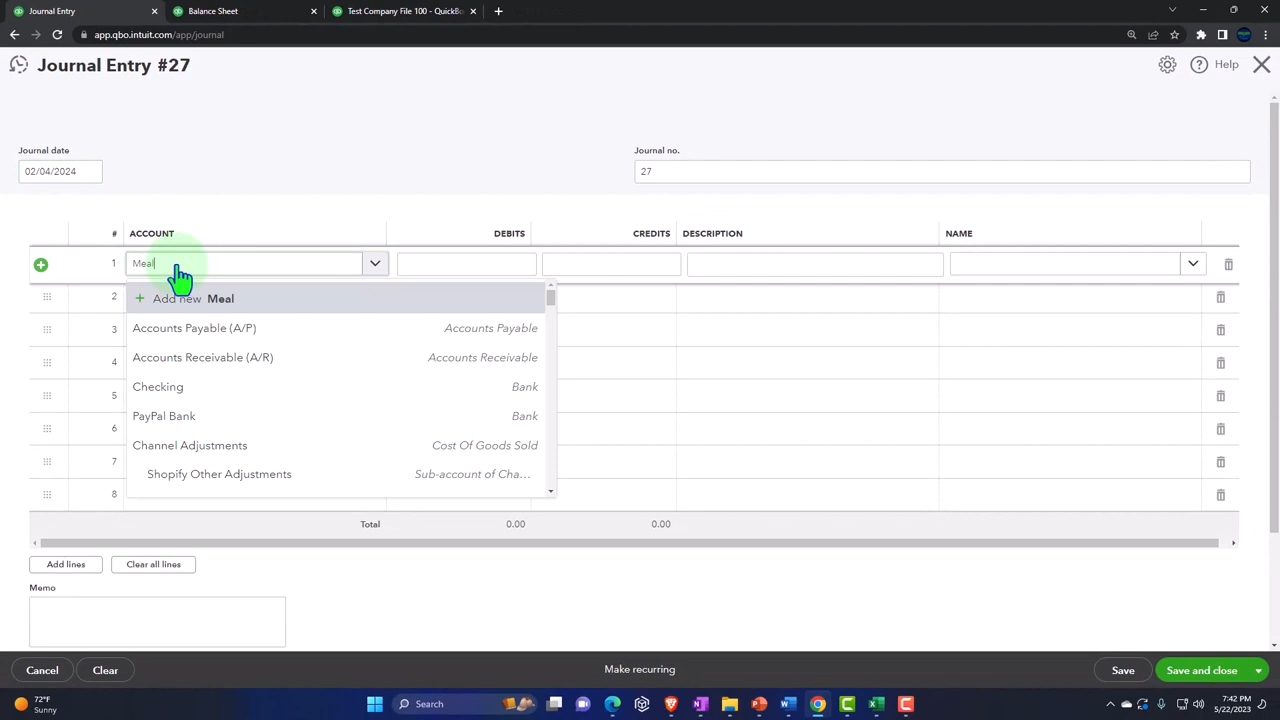 Journal Entry
Balance Sheet
Test Company File 100 - QuickBo
app.qbo.intuit.com/app/journal
Journal Entry #27
Help
Journal date
Journal no.
02/04/2024
27
# ACCOUNT DEBITS CREDITS DESCRIPTION NAME
1 Meal
Add new Meal
2
Accounts Payable (A/P) Accounts Payable
3
Accounts Receivable (A/R) Accounts Receivable
4
Checking Bank
5
PayPal Bank Bank
6
Channel Adjustments Cost Of Goods Sold
7
Shopify Other Adjustments Sub-account of Cha...
8
Total 0.00 0.00
Add lines Clear all lines
Memo
Cancel Clear Make recurring Save Save and close
72°F
Sunny
Search
7:42 PM
5/22/2023